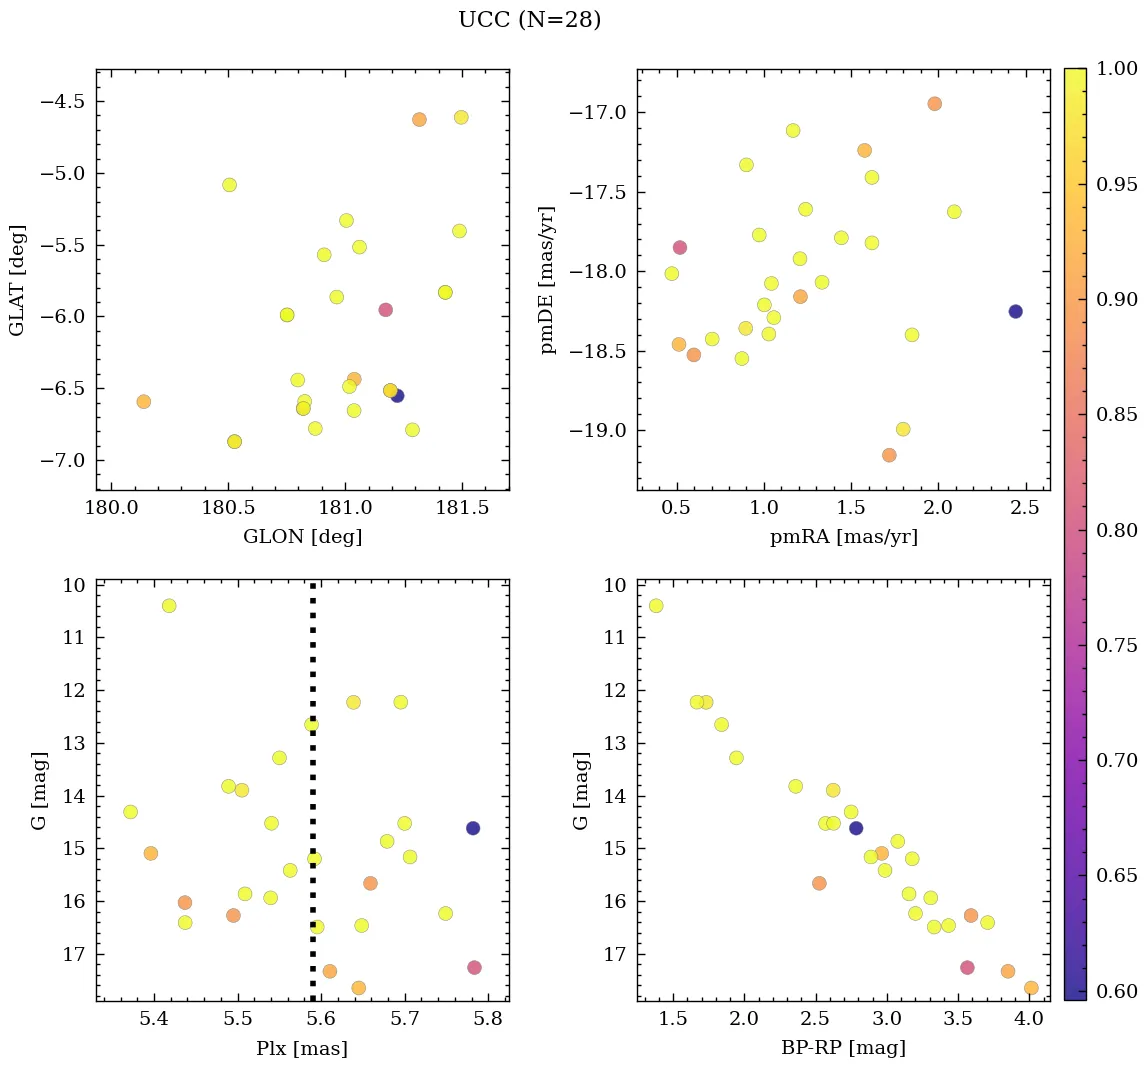 UCC (N=28)
−4.5
−5.0
−5.5
−6.0
−6.5
−7.0
GLAT [deg]
180.0 180.5 181.0 181.5
GLON [deg]
−17.0
−17.5
−18.0
−18.5
−19.0
pmDE [mas/yr]
0.5 1.0 1.5 2.0 2.5
pmRA [mas/yr]
1.00
0.95
0.90
0.85
0.80
0.75
0.70
0.65
0.60
10
11
12
13
14
15
16
17
G [mag]
5.4 5.5 5.6 5.7 5.8
Plx [mas]
10
11
12
13
14
15
16
17
G [mag]
1.5 2.0 2.5 3.0 3.5 4.0
BP-RP [mag]